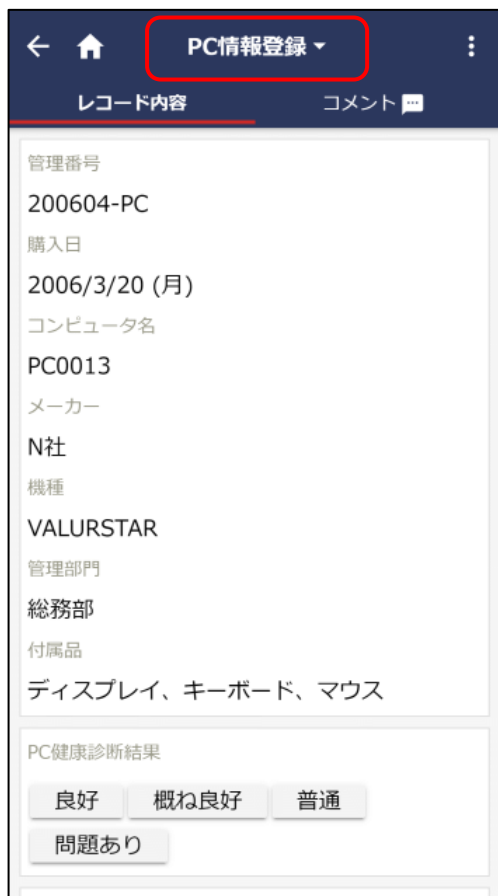 PC情報登録
レコード内容 コメント
管理番号
200604-PC
購入日
2006/3/20 (月)
コンピュータ名
PC0013
メーカー
N社
機種
VALURSTAR
管理部門
総務部
付属品
ディスプレイ、キーボード、マウス
PC健康診断結果
良好 概ね良好 普通
問題あり